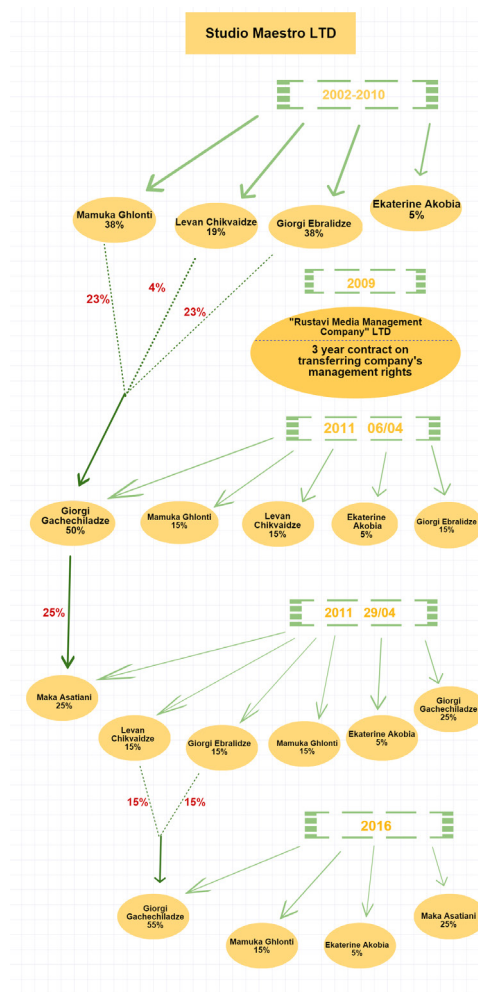 Studio Maestro LTD
2002-2010
Mamuka Ghlonti
38%
Levan Chikvaidze
19%
Giorgi Ebralidze
38%
Ekaterine Akobia
5%
23%
4%
23%
2009
"Rustavi Media Management
Company" LTD
3 year contract on
transferring company's
management rights
2011 06/04
Giorgi
Gachechiladze
50%
Mamuka Ghlonti
15%
Levan
Chikvaidze
15%
Ekaterine
Akobia
5%
Giorgi Ebralidze
15%
25%
2011 29/04
Maka Asatiani
25%
Levan
Chikvaidze
15%
Giorgi Ebralidze
15%
Mamuka Ghlonti
15%
Ekaterine Akobia
5%
Giorgi
Gachechiladze
25%
15%
15%
2016
Giorgi
Gachechiladze
55%
Mamuka Ghlonti
15%
Ekaterine Akobia
5%
Maka Asatiani
25%